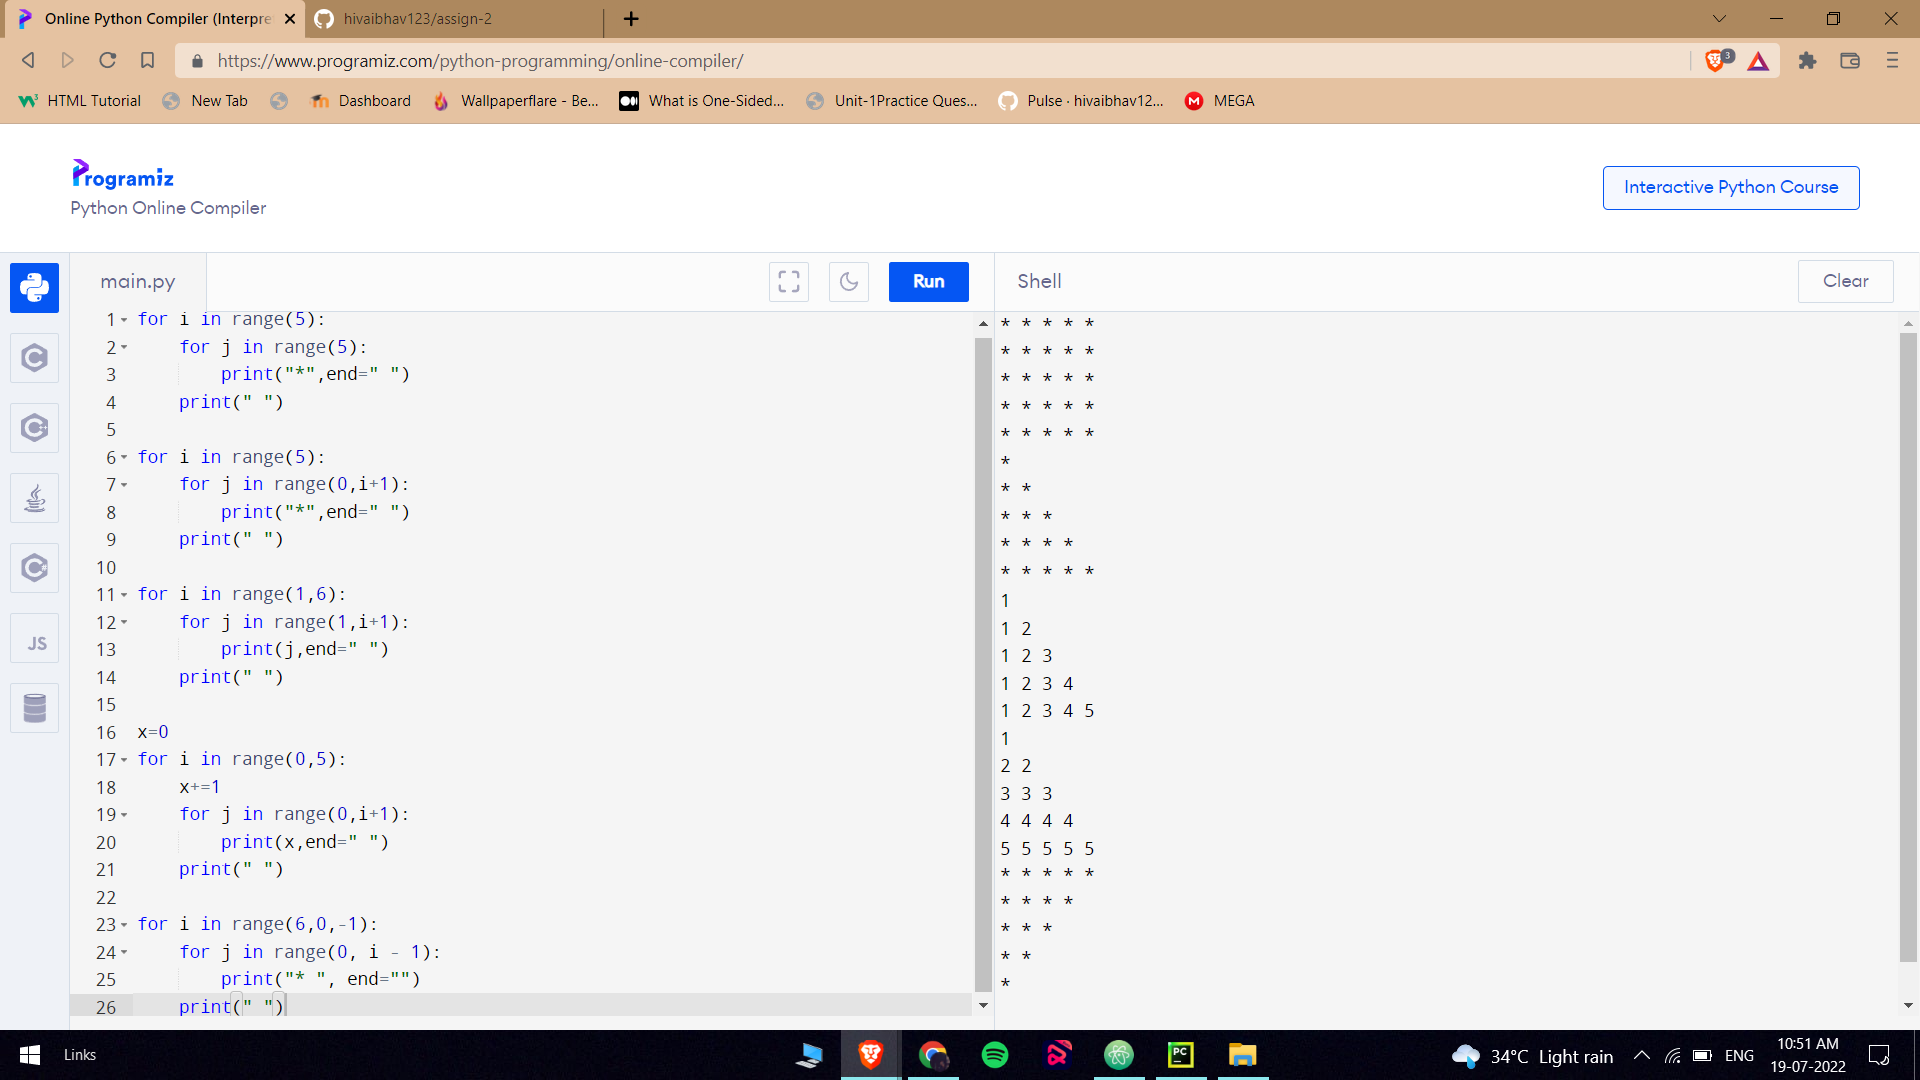 Online Python Compiler (Interpre
hivaibhav123/assign-2
https://www.programiz.com/python-programming/online-compiler/
3
HTML Tutorial
New Tab
Dashboard
Wallpaperflare - Be...
What is One-Sided...
Unit-1Practice Ques...
Pulse · hivaibhav12...
MEGA
Programiz
Python Online Compiler
Interactive Python Course
main.py
Run
Shell
Clear
1 for i in range(5):
2     for j in range(5):
3         print("*",end=" ")
4     print(" ")
5
6 for i in range(5):
7     for j in range(0,i+1):
8         print("*",end=" ")
9     print(" ")
10
11 for i in range(1,6):
12     for j in range(1,i+1):
13         print(j,end=" ")
14     print(" ")
15
16 x=0
17 for i in range(0,5):
18     x+=1
19     for j in range(0,i+1):
20         print(x,end=" ")
21     print(" ")
22
23 for i in range(6,0,-1):
24     for j in range(0, i - 1):
25         print("* ", end="")
26     print(" ")
* * * * *
* * * * *
* * * * *
* * * * *
* * * * *
*
* *
* * *
* * * *
* * * * *
1
1 2
1 2 3
1 2 3 4
1 2 3 4 5
1
2 2
3 3 3
4 4 4 4
5 5 5 5 5
* * * * *
* * * *
* * *
* *
*
JS
Links
PC
34°C Light rain
ENG
10:51 AM
19-07-2022